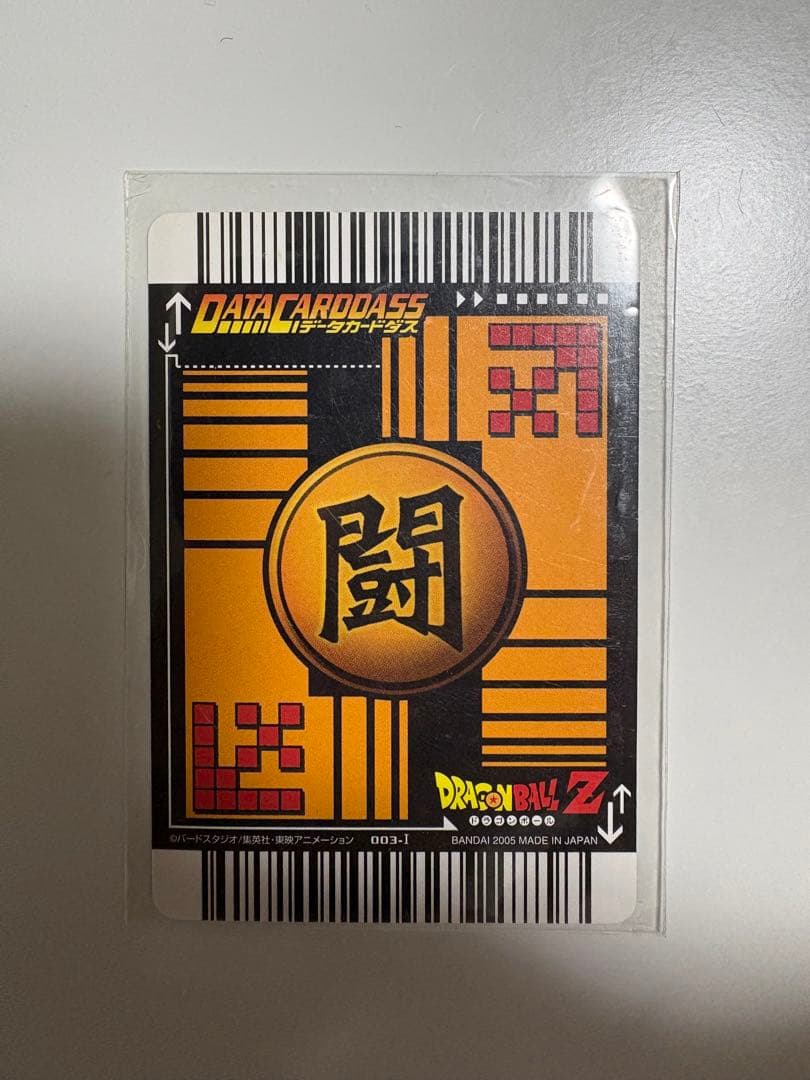 DATA CARDDASS
データカードダス
闘
DRAGONBALL Z
ドラゴンボール
©バードスタジオ/集英社・東映アニメーション 003-I BANDAI 2005 MADE IN JAPAN